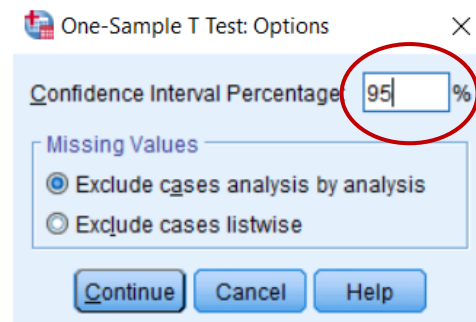 One-Sample T Test: Options
Confidence Interval Percentage: 95 %
Missing Values
Exclude cases analysis by analysis
Exclude cases listwise
Continue Cancel Help